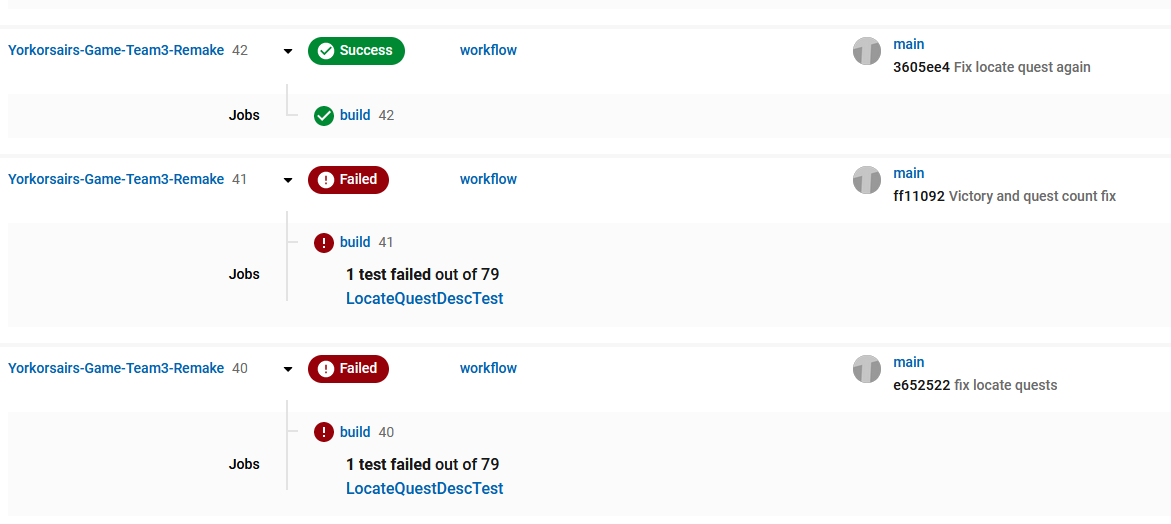 Yorkorsairs-Game-Team3-Remake 42 Success workflow main
3605ee4 Fix locate quest again
Jobs build 42
Yorkorsairs-Game-Team3-Remake 41 Failed workflow main
ff11092 Victory and quest count fix
build 41
Jobs 1 test failed out of 79
LocateQuestDescTest
Yorkorsairs-Game-Team3-Remake 40 Failed workflow main
e652522 fix locate quests
build 40
Jobs 1 test failed out of 79
LocateQuestDescTest